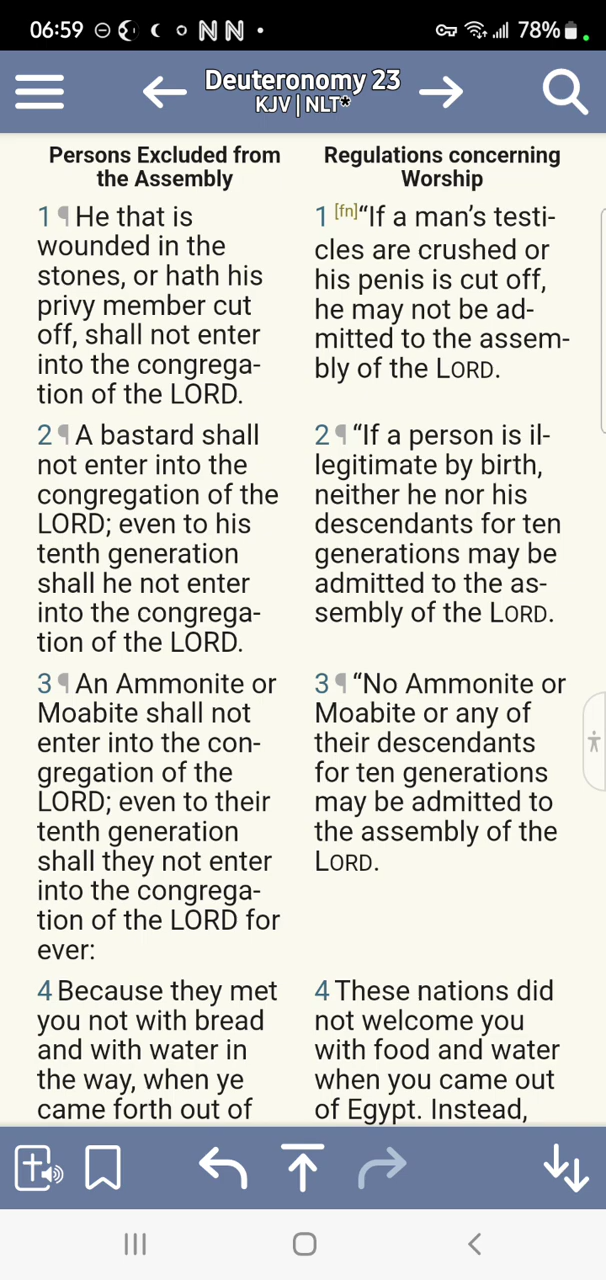 06:59
N N
78%
Deuteronomy 23
KJV | NLT*
Persons Excluded from
the Assembly
1 ¶ He that is
wounded in the
stones, or hath his
privy member cut
off, shall not enter
into the congrega-
tion of the LORD.
2 ¶ A bastard shall
not enter into the
congregation of the
LORD; even to his
tenth generation
shall he not enter
into the congrega-
tion of the LORD.
3 ¶ An Ammonite or
Moabite shall not
enter into the con-
gregation of the
LORD; even to their
tenth generation
shall they not enter
into the congrega-
tion of the LORD for
ever:
4 Because they met
you not with bread
and with water in
the way, when ye
came forth out of
Regulations concerning
Worship
1 [fn]“If a man’s testi-
cles are crushed or
his penis is cut off,
he may not be ad-
mitted to the assem-
bly of the LORD.
2 ¶ “If a person is il-
legitimate by birth,
neither he nor his
descendants for ten
generations may be
admitted to the as-
sembly of the LORD.
3 ¶ “No Ammonite or
Moabite or any of
their descendants
for ten generations
may be admitted to
the assembly of the
LORD.
4 These nations did
not welcome you
with food and water
when you came out
of Egypt. Instead,